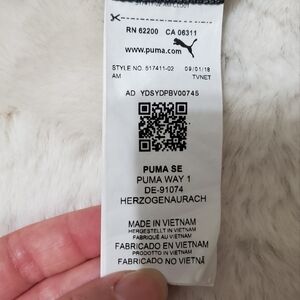 RN 62200 CA 06311
www.puma.com
STYLE NO. 517411-02 09/01/18
AM TVNET
AD YDSYDPBV00745
PUMA SE
PUMA WAY 1
DE-91074
HERZOGENAURACH
MADE IN VIETNAM
HERGESTELLT IN VIETNAM
FABRIQUÉ AU VIETNAM
FABRICADO EN VIETNAM
PRODOTTO IN VIETNAM
FABRICADO NO VIETNÃ